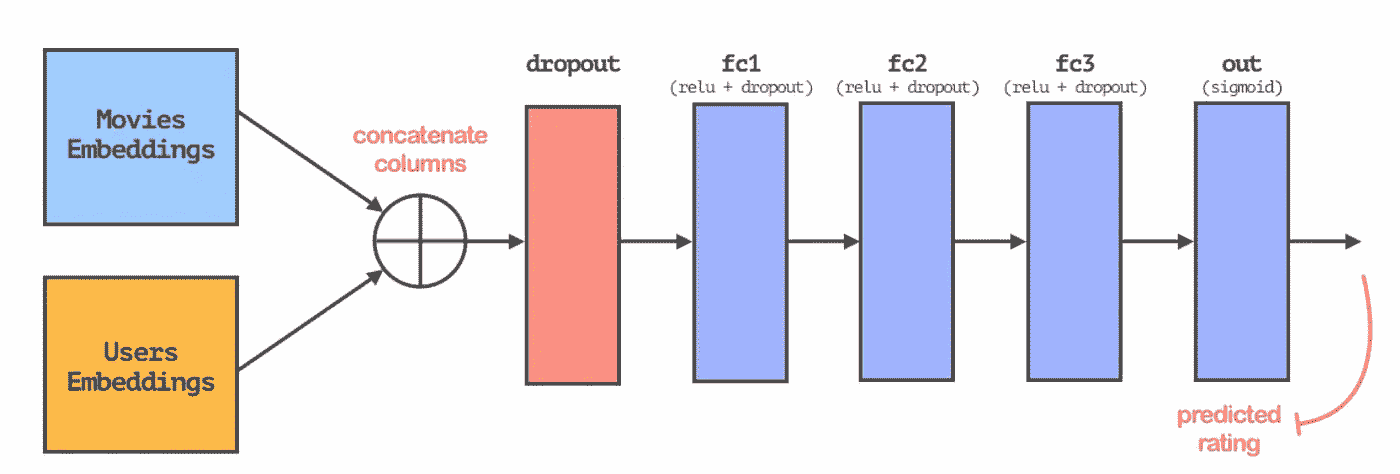 Movies
Embeddings
Users
Embeddings
concatenate
columns
dropout
fc1
(relu + dropout)
fc2
(relu + dropout)
fc3
(relu + dropout)
out
(sigmoid)
predicted
rating